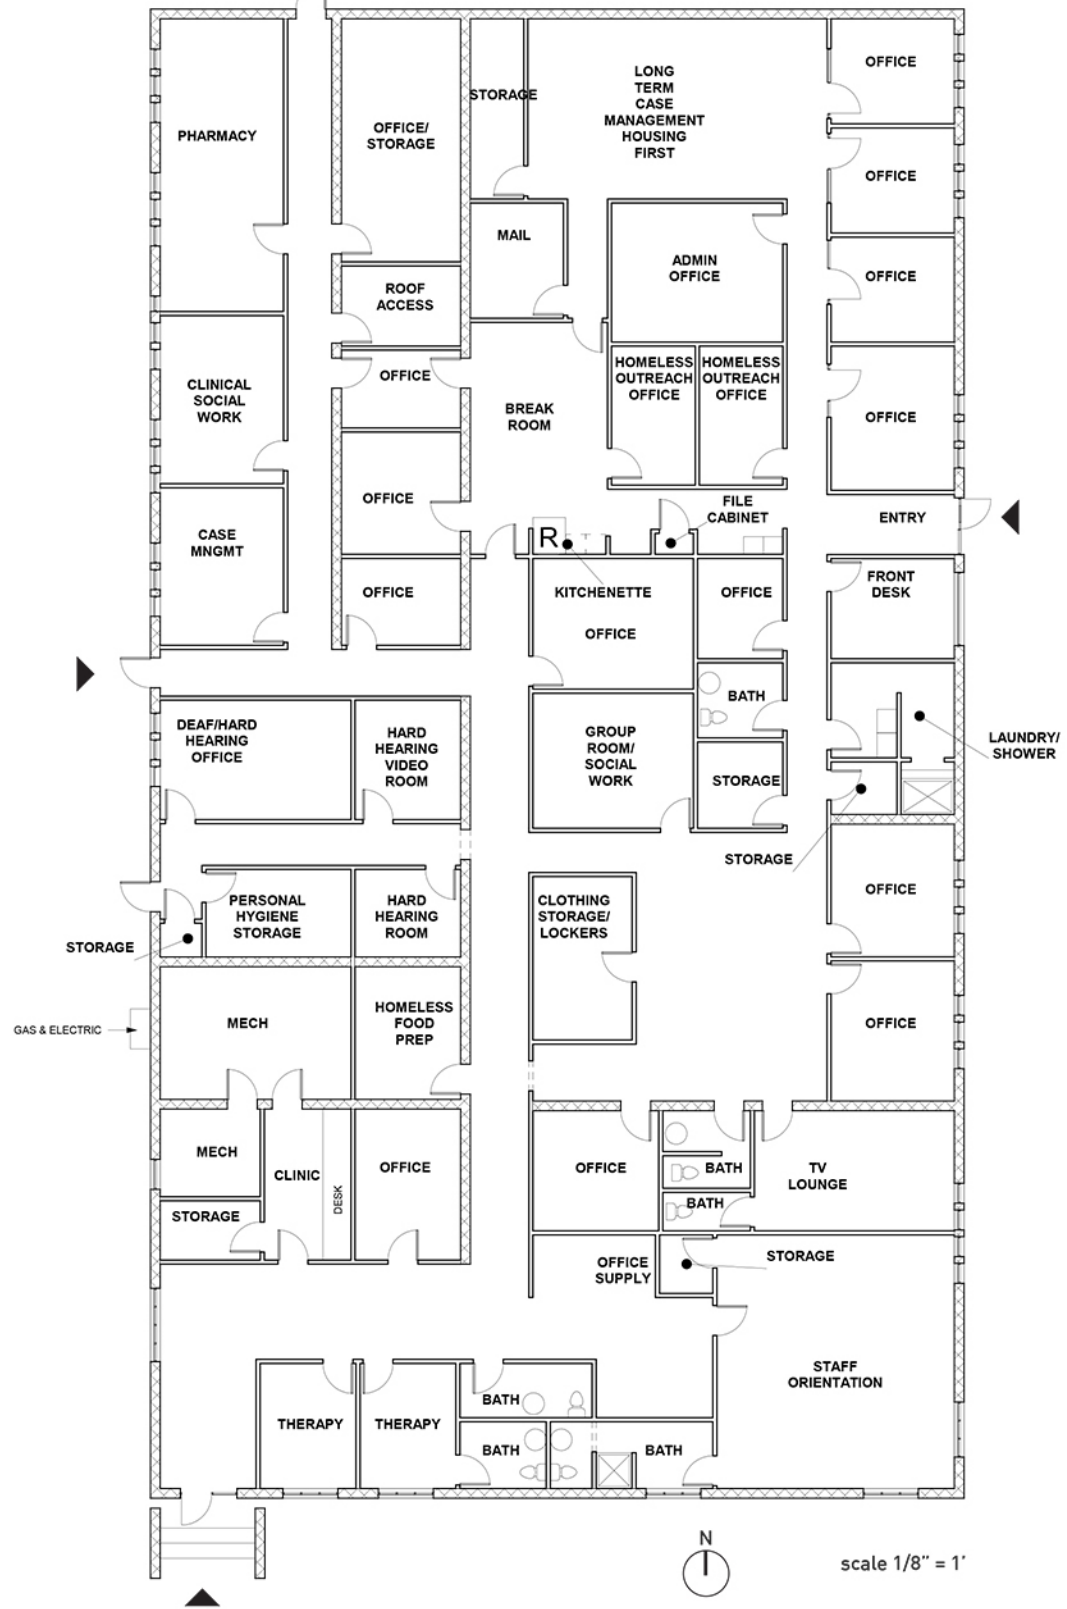 OFFICE
LONG
TERM
CASE
MANAGEMENT
HOUSING
FIRST
STORAGE
PHARMACY
OFFICE/
STORAGE
OFFICE
MAIL
ADMIN
OFFICE
OFFICE
ROOF
ACCESS
HOMELESS
OUTREACH
OFFICE
HOMELESS
OUTREACH
OFFICE
OFFICE
CLINICAL
SOCIAL
WORK
BREAK
ROOM
OFFICE
OFFICE
FILE
CABINET
ENTRY
CASE
MNGMT
R
KITCHENETTE
OFFICE
OFFICE
OFFICE
FRONT
DESK
BATH
DEAF/HARD
HEARING
OFFICE
HARD
HEARING
VIDEO
ROOM
GROUP
ROOM/
SOCIAL
WORK
STORAGE
LAUNDRY/
SHOWER
STORAGE
OFFICE
PERSONAL
HYGIENE
STORAGE
HARD
HEARING
ROOM
CLOTHING
STORAGE/
LOCKERS
STORAGE
GAS & ELECTRIC
MECH
HOMELESS
FOOD
PREP
OFFICE
MECH
CLINIC
DESK
OFFICE
OFFICE
BATH
TV
LOUNGE
STORAGE
BATH
OFFICE
SUPPLY
STORAGE
STAFF
ORIENTATION
THERAPY
THERAPY
BATH
BATH
BATH
N
scale 1/8” = 1’